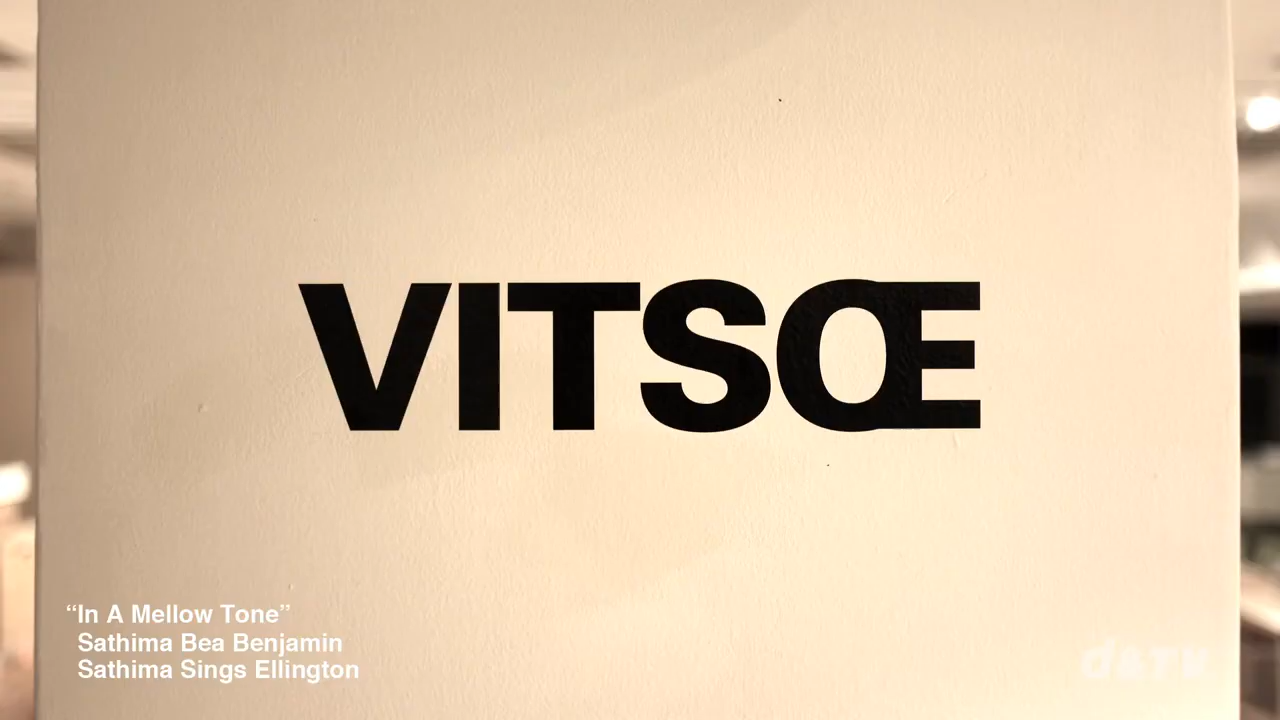 VITSŒ
“In A Mellow Tone”
Sathima Bea Benjamin
Sathima Sings Ellington